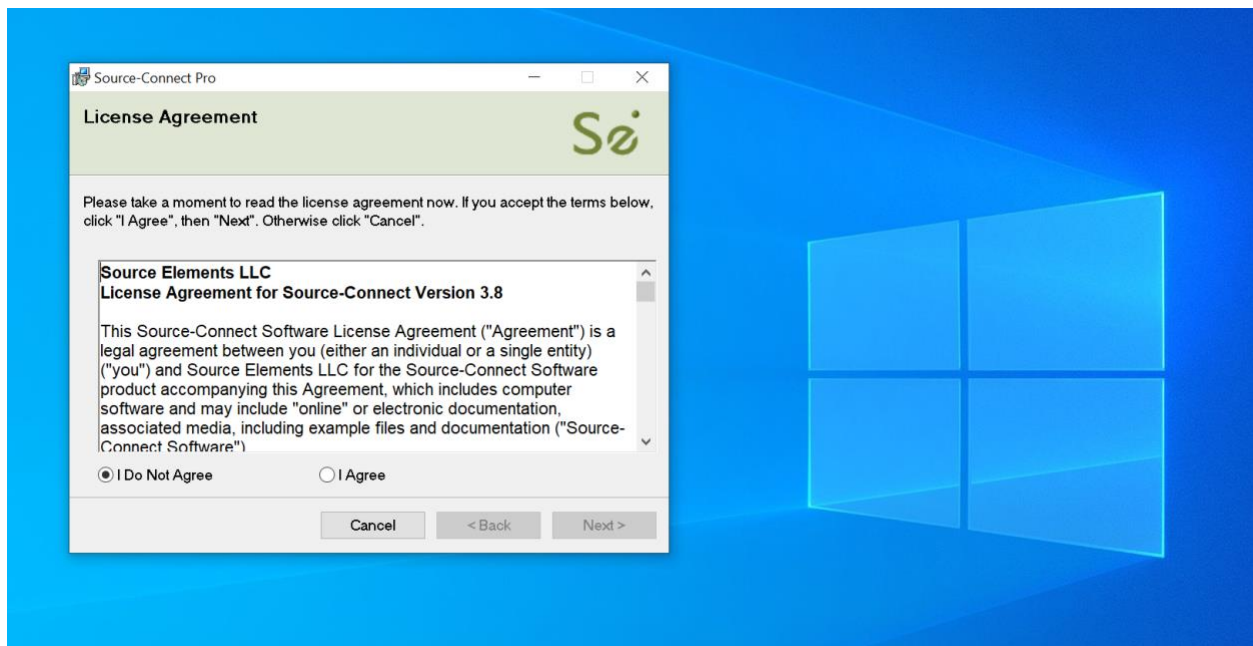 Source-Connect Pro
License Agreement
Se
Please take a moment to read the license agreement now. If you accept the terms below,
click "I Agree", then "Next". Otherwise click "Cancel".
Source Elements LLC
License Agreement for Source-Connect Version 3.8
This Source-Connect Software License Agreement ("Agreement") is a
legal agreement between you (either an individual or a single entity)
("you") and Source Elements LLC for the Source-Connect Software
product accompanying this Agreement, which includes computer
software and may include "online" or electronic documentation,
associated media, including example files and documentation ("Source-
Connect Software")
I Do Not Agree
I Agree
Cancel
< Back
Next >